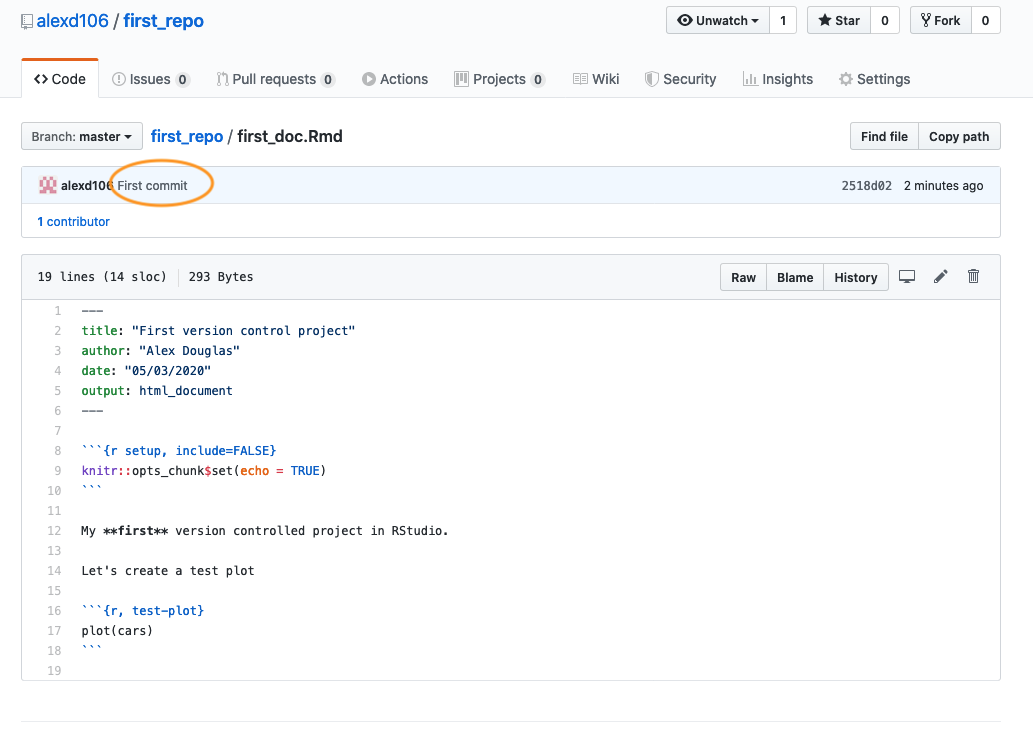 alexd106 / first_repo
Unwatch 1 Star 0 Fork 0
Code Issues 0 Pull requests 0 Actions Projects 0 Wiki Security Insights Settings
Branch: master first_repo / first_doc.Rmd Find file Copy path
alexd106 First commit 2518d02 2 minutes ago
1 contributor
19 lines (14 sloc) 293 Bytes Raw Blame History
1 ---
2 title: "First version control project"
3 author: "Alex Douglas"
4 date: "05/03/2020"
5 output: html_document
6 ---
7
8 ```{r setup, include=FALSE}
9 knitr::opts_chunk$set(echo = TRUE)
10 ```
11
12 My **first** version controlled project in RStudio.
13
14 Let's create a test plot
15
16 ```{r, test-plot}
17 plot(cars)
18 ```
19